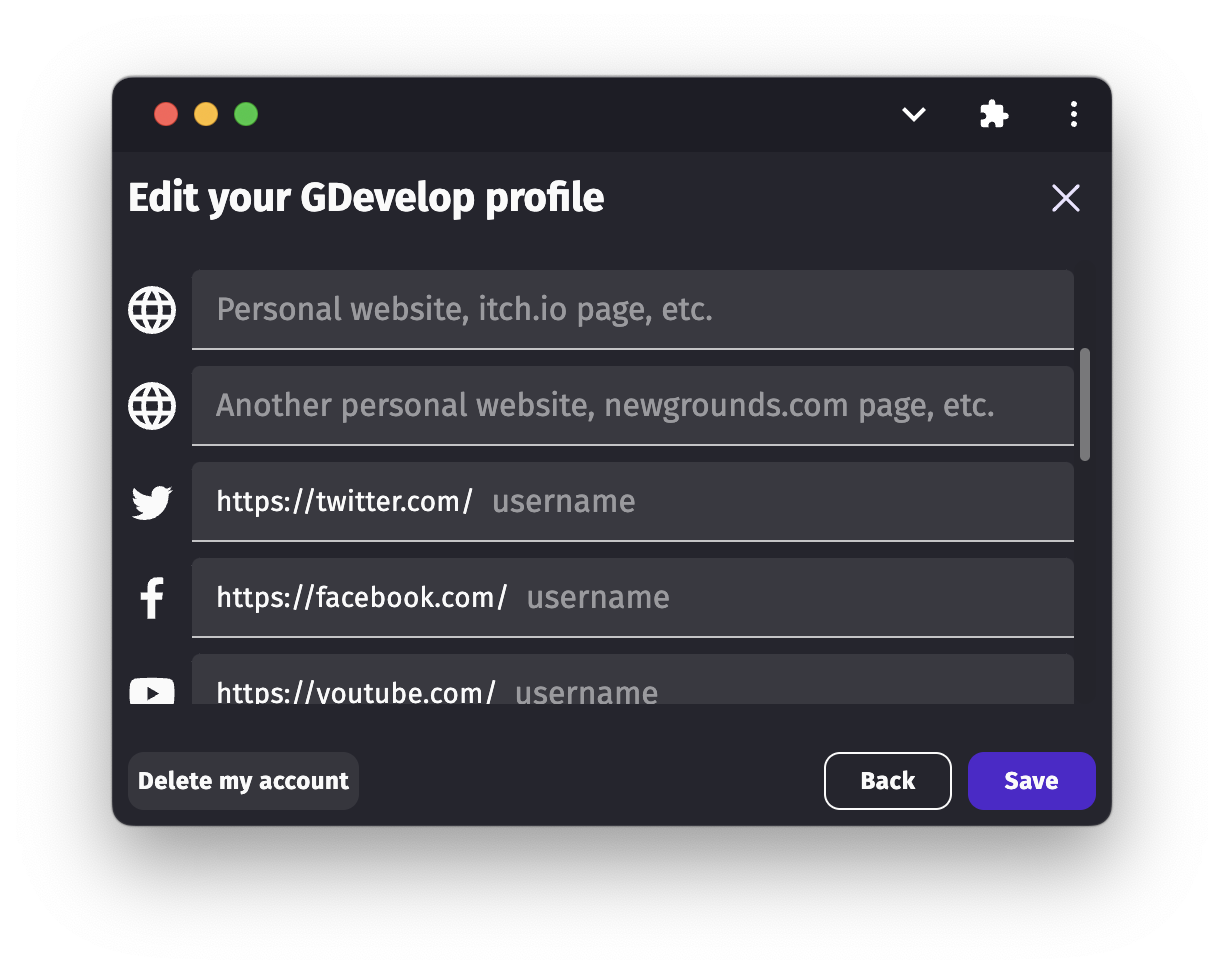 Edit your GDevelop profile
Personal website, itch.io page, etc.
Another personal website, newgrounds.com page, etc.
https://twitter.com/ username
https://facebook.com/ username
https://youtube.com/ username
Delete my account Back Save